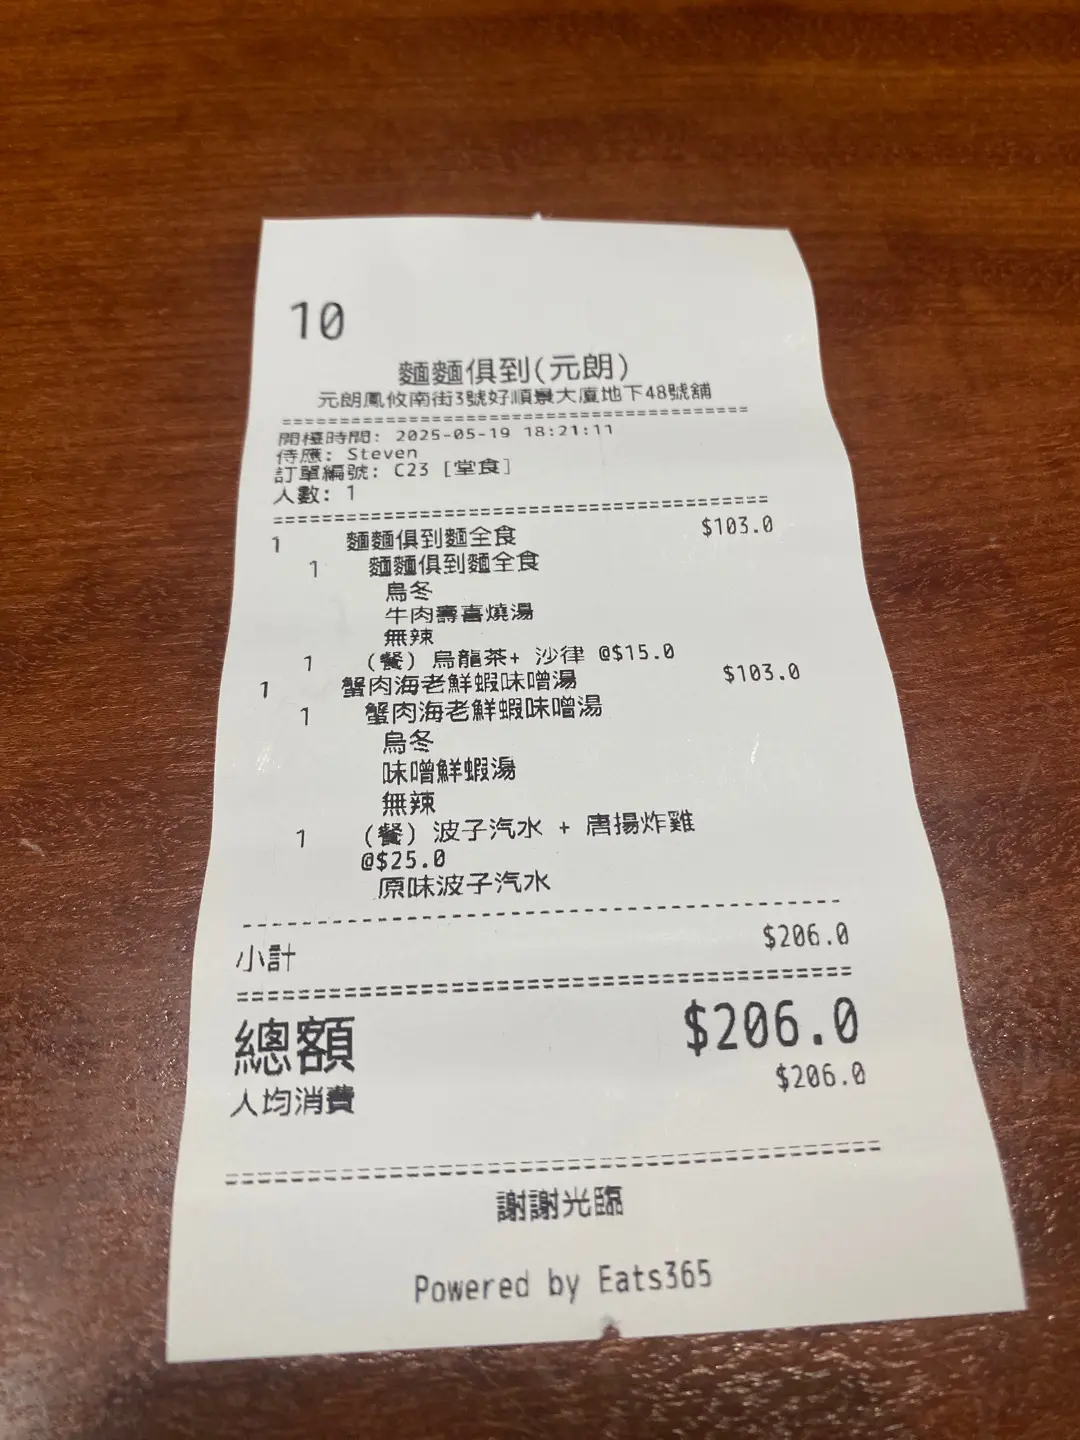 10
麵麵俱到(元朗)
元朗鳳攸南街3號好順景大廈地下48號舖
================================
開檯時間: 2025-05-19 18:21:11
侍應: Steven
訂單編號: C23 [堂食]
人數: 1
================================
1 麵麵俱到麵全食 $103.0
1 麵麵俱到麵全食
烏冬
牛肉壽喜燒湯
無辣
1 (餐) 烏龍茶+ 沙律 @$15.0
1 蟹肉海老鮮蝦味噌湯 $103.0
1 蟹肉海老鮮蝦味噌湯
烏冬
味噌鮮蝦湯
無辣
1 (餐) 波子汽水 + 唐揚炸雞
@$25.0
原味波子汽水
--------------------------------
小計 $206.0
================================
總額 $206.0
人均消費 $206.0
================================
謝謝光臨
Powered by Eats365